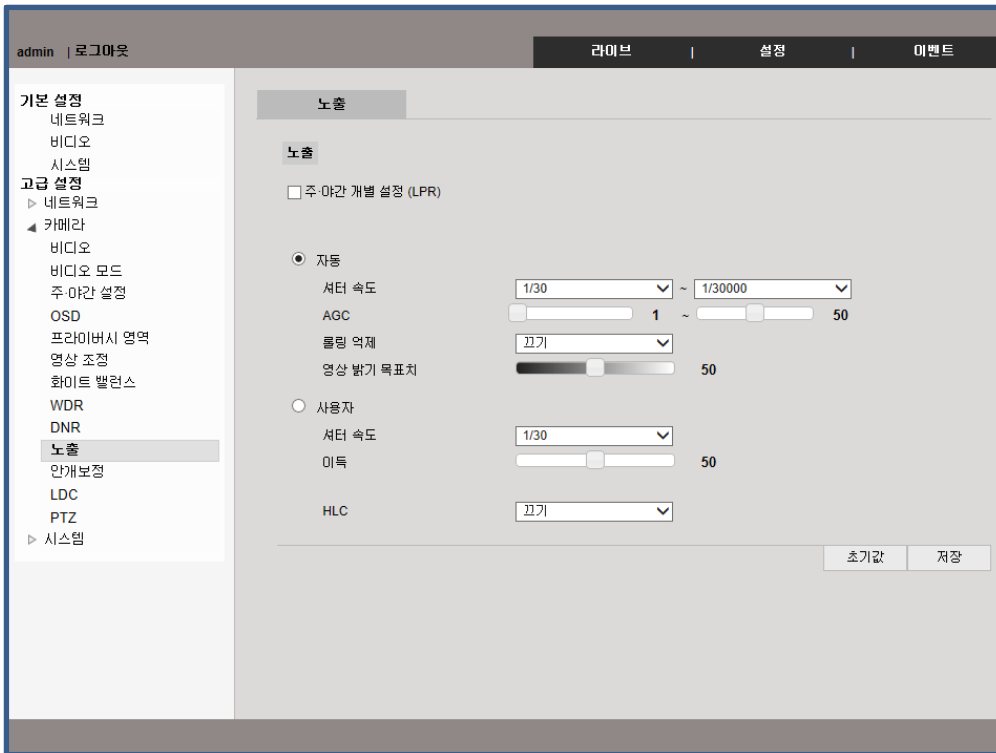 admin | 로그아웃
라이브 | 설정 | 이벤트
기본 설정
네트워크
비디오
시스템
고급 설정
네트워크
카메라
비디오
비디오 모드
주·야간 설정
OSD
프라이버시 영역
영상 조정
화이트 밸런스
WDR
DNR
노출
안개보정
LDC
PTZ
시스템
노출
노출
주·야간 개별 설정 (LPR)
자동
셔터 속도 1/30 ~ 1/30000
AGC 1 ~ 50
롤링 억제 끄기
영상 밝기 목표치 50
사용자
셔터 속도 1/30
이득 50
HLC 끄기
초기값 저장